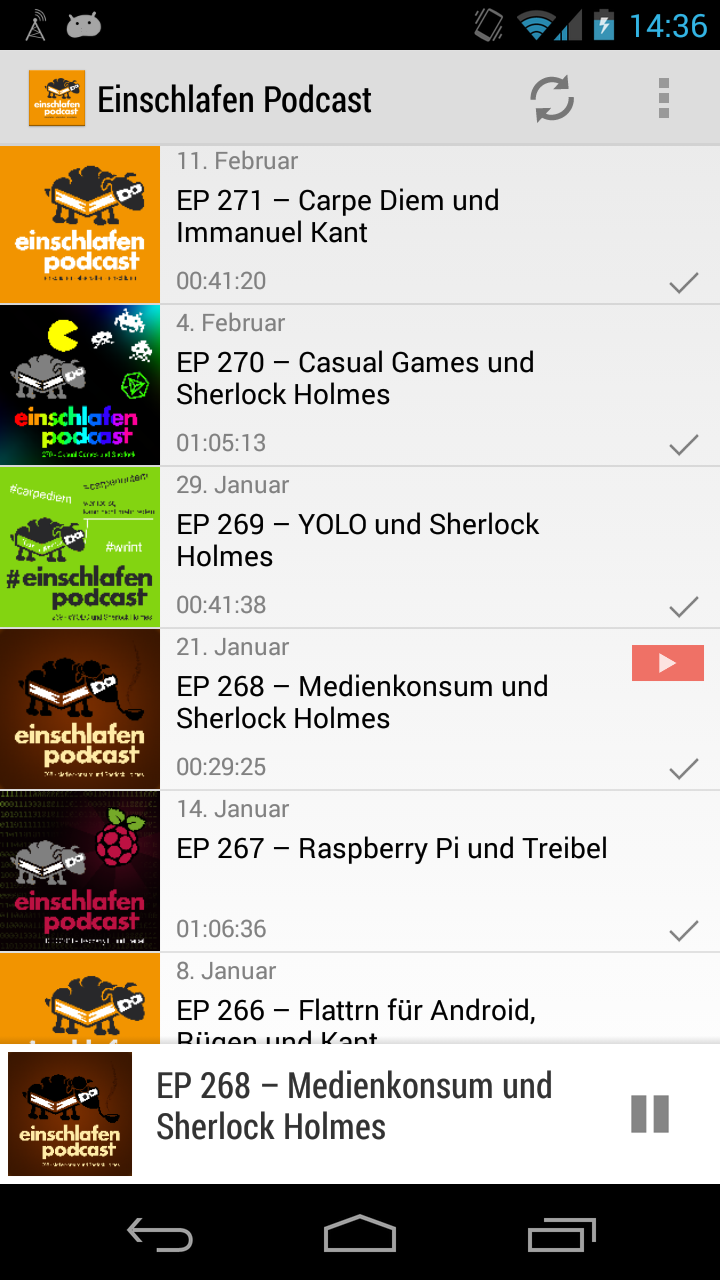 14:36
einschlafen
podcast
Einschlafen Podcast
einschlafen
podcast
11. Februar
EP 271 – Carpe Diem und
Immanuel Kant
00:41:20
einschlafen
podcast
4. Februar
EP 270 – Casual Games und
Sherlock Holmes
01:05:13
#carpediem
#wrint
#einschlafen
podcast
29. Januar
EP 269 – YOLO und Sherlock
Holmes
00:41:38
einschlafen
podcast
21. Januar
EP 268 – Medienkonsum und
Sherlock Holmes
00:29:25
einschlafen
podcast
14. Januar
EP 267 – Raspberry Pi und Treibel
01:06:36
8. Januar
EP 266 – Flattrn für Android,
Rügen und Kant
einschlafen
podcast
EP 268 – Medienkonsum und
Sherlock Holmes